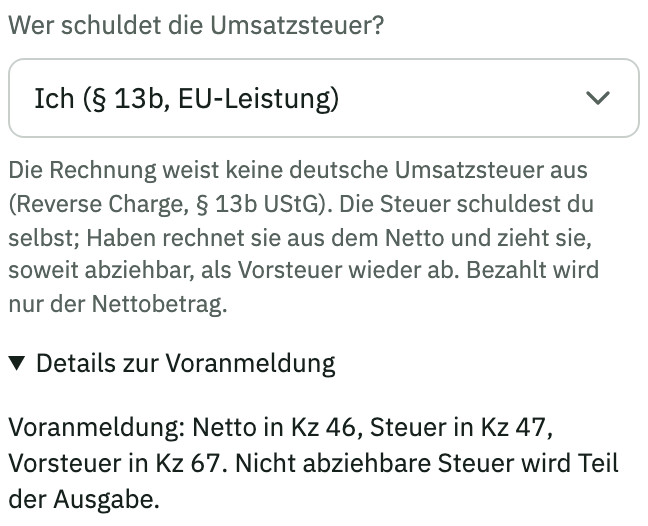 Wer schuldet die Umsatzsteuer?
Ich (§ 13b, EU-Leistung)
Die Rechnung weist keine deutsche Umsatzsteuer aus
(Reverse Charge, § 13b UStG). Die Steuer schuldest du
selbst; Haben rechnet sie aus dem Netto und zieht sie,
soweit abziehbar, als Vorsteuer wieder ab. Bezahlt wird
nur der Nettobetrag.
▼ Details zur Voranmeldung
Voranmeldung: Netto in Kz 46, Steuer in Kz 47,
Vorsteuer in Kz 67. Nicht abziehbare Steuer wird Teil
der Ausgabe.